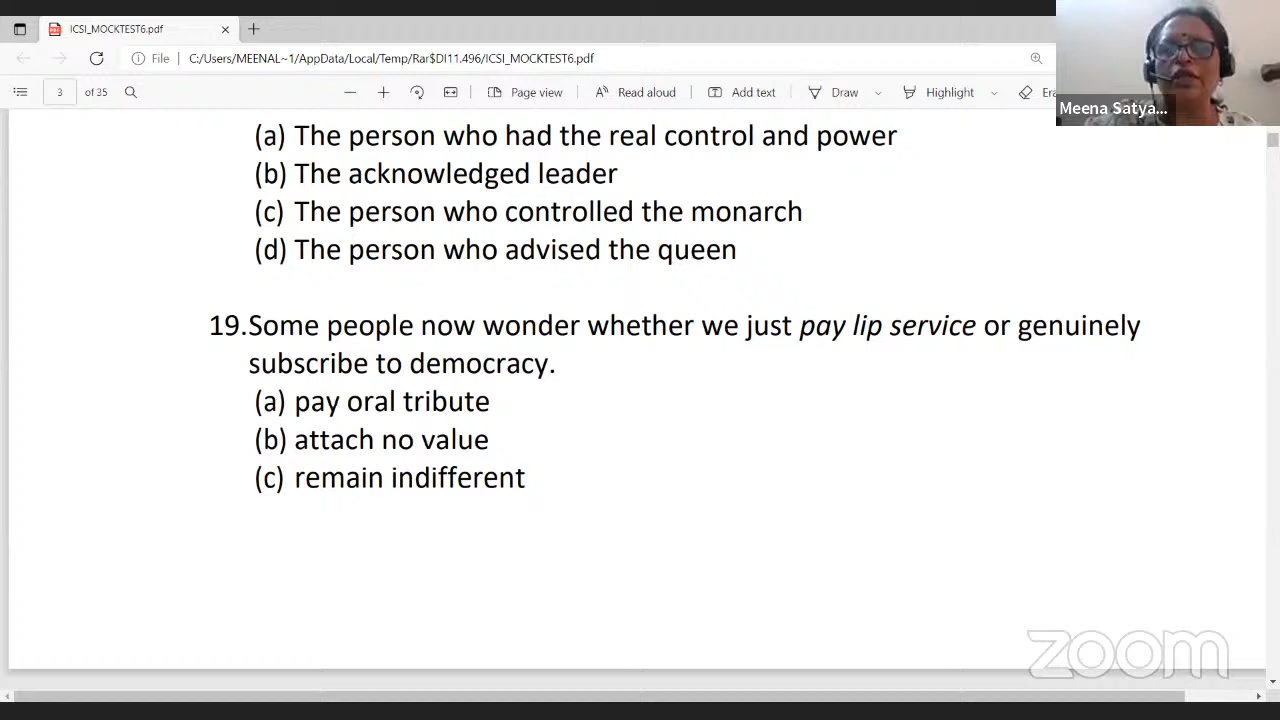 ICSI_MOCKTEST6.pdf
File C:/Users/MEENAL~1/AppData/Local/Temp/Rar$DI11.496/ICSI_MOCKTEST6.pdf
3 of 35 Page view Read aloud Add text Draw Highlight Era
Meena Satya...
(a) The person who had the real control and power
(b) The acknowledged leader
(c) The person who controlled the monarch
(d) The person who advised the queen
19.Some people now wonder whether we just pay lip service or genuinely
subscribe to democracy.
(a) pay oral tribute
(b) attach no value
(c) remain indifferent
zoom